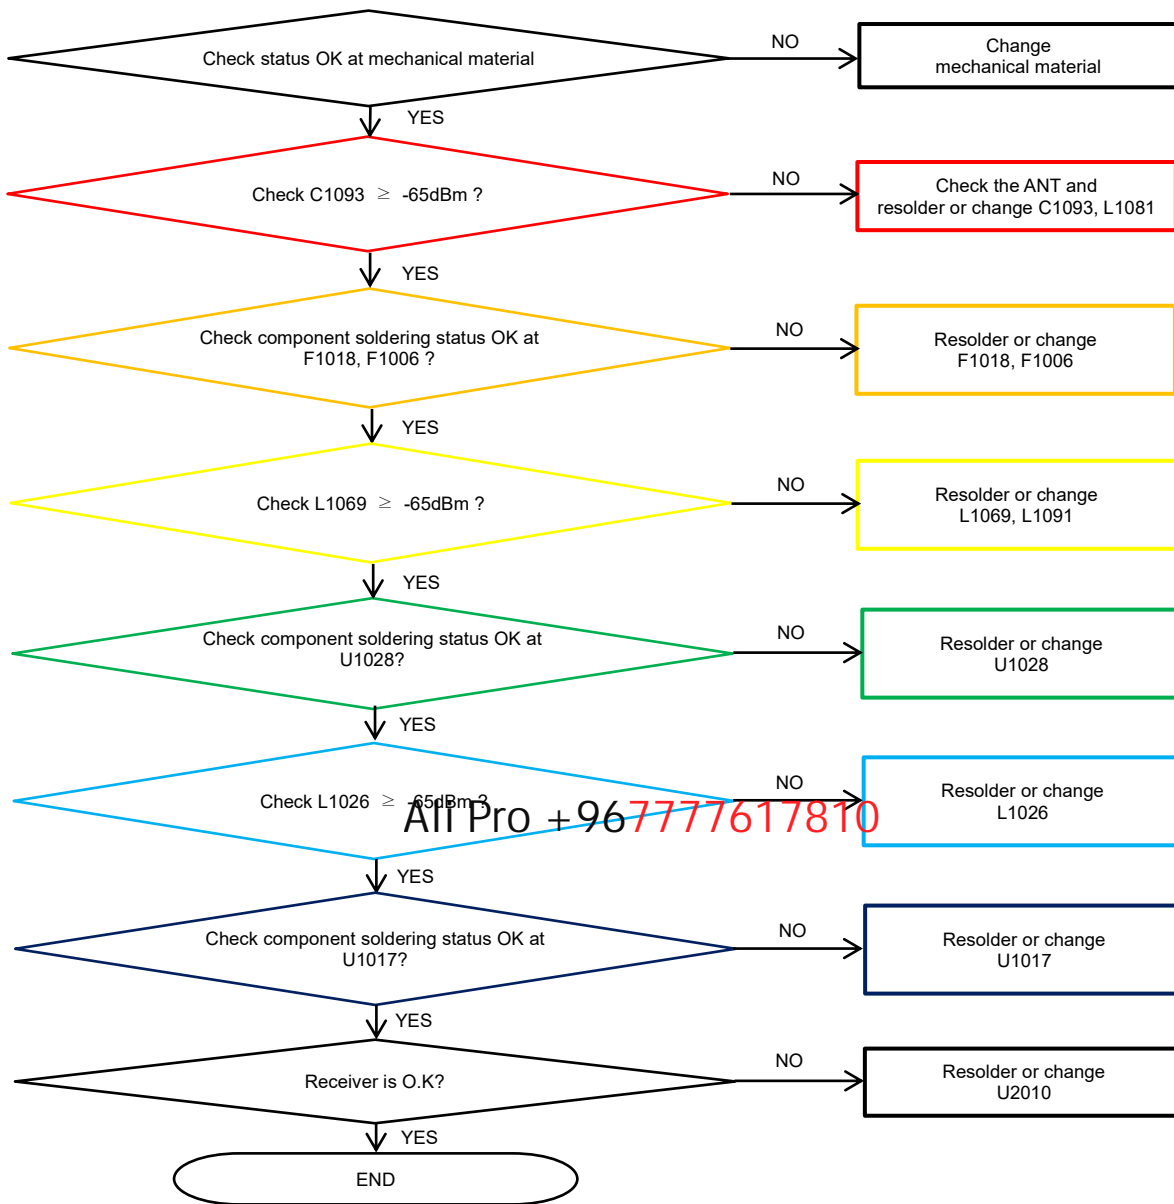 Check status OK at mechanical material
NO
Change
mechanical material
YES
Check C1093 ≥ -65dBm ?
NO
Check the ANT and
resolder or change C1093, L1081
YES
Check component soldering status OK at
F1018, F1006 ?
NO
Resolder or change
F1018, F1006
YES
Check L1069 ≥ -65dBm ?
NO
Resolder or change
L1069, L1091
YES
Check component soldering status OK at
U1028?
NO
Resolder or change
U1028
YES
Check L1026 ≥ -65dBm ?
NO
Resolder or change
L1026
Ali Pro +967777617810
YES
Check component soldering status OK at
U1017?
NO
Resolder or change
U1017
YES
Receiver is O.K?
NO
Resolder or change
U2010
YES
END